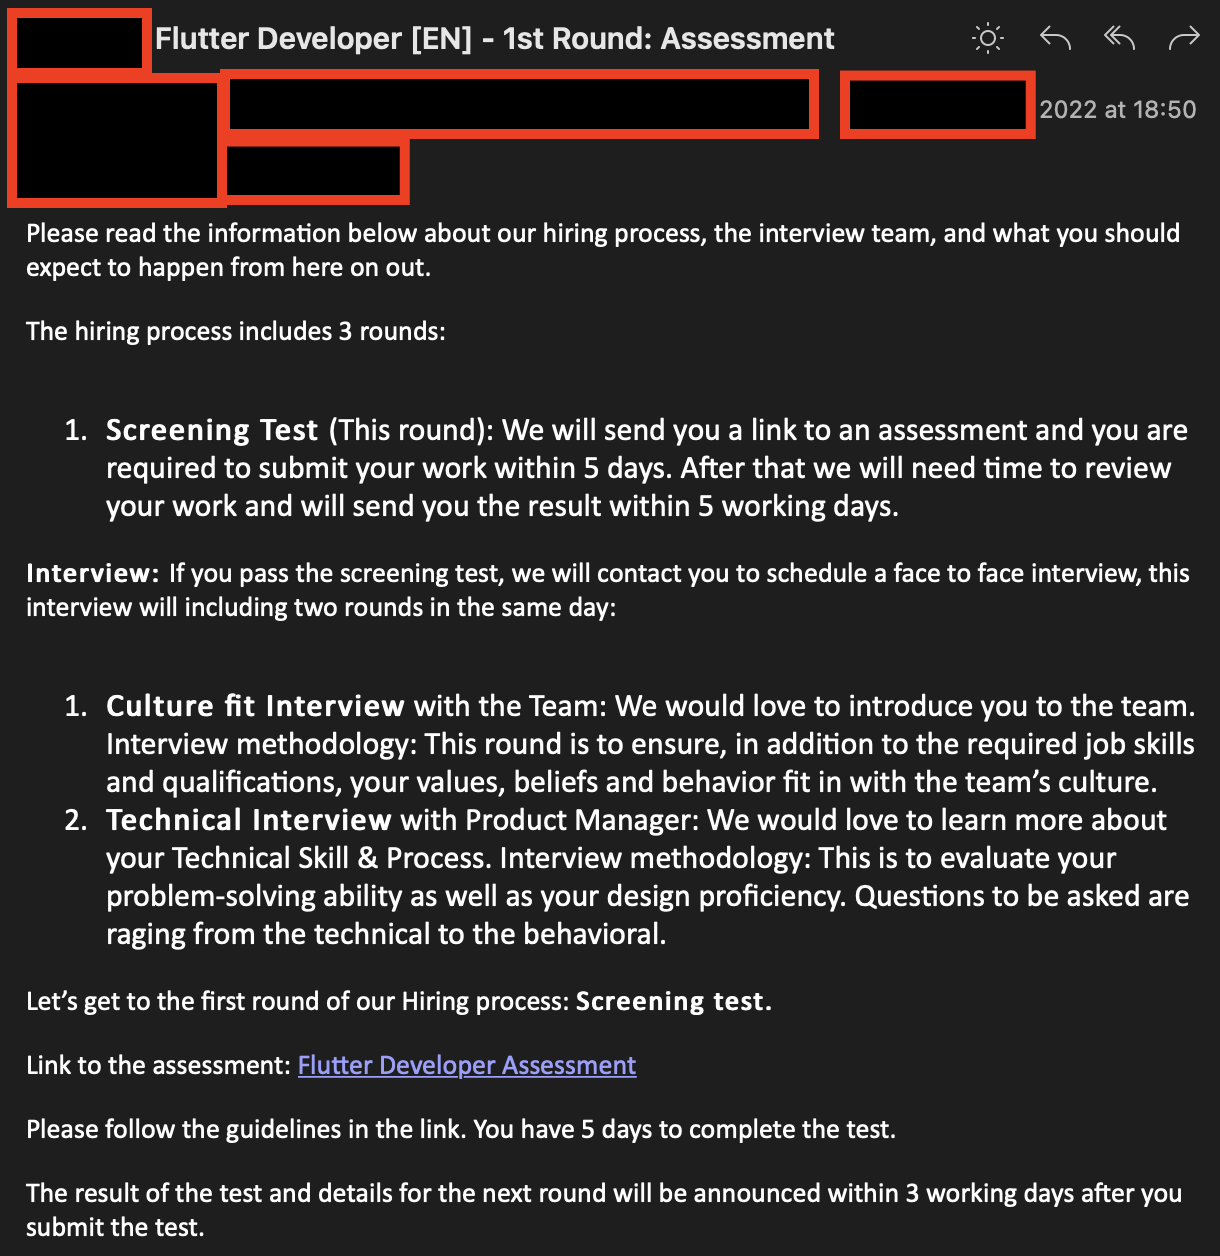 Flutter Developer [EN] - 1st Round: Assessment
2022 at 18:50
Please read the information below about our hiring process, the interview team, and what you should
expect to happen from here on out.
The hiring process includes 3 rounds:
1. Screening Test (This round): We will send you a link to an assessment and you are
required to submit your work within 5 days. After that we will need time to review
your work and will send you the result within 5 working days.
Interview: If you pass the screening test, we will contact you to schedule a face to face interview, this
interview will including two rounds in the same day:
1. Culture fit Interview with the Team: We would love to introduce you to the team.
Interview methodology: This round is to ensure, in addition to the required job skills
and qualifications, your values, beliefs and behavior fit in with the team’s culture.
2. Technical Interview with Product Manager: We would love to learn more about
your Technical Skill & Process. Interview methodology: This is to evaluate your
problem-solving ability as well as your design proficiency. Questions to be asked are
raging from the technical to the behavioral.
Let’s get to the first round of our Hiring process: Screening test.
Link to the assessment: Flutter Developer Assessment
Please follow the guidelines in the link. You have 5 days to complete the test.
The result of the test and details for the next round will be announced within 3 working days after you
submit the test.